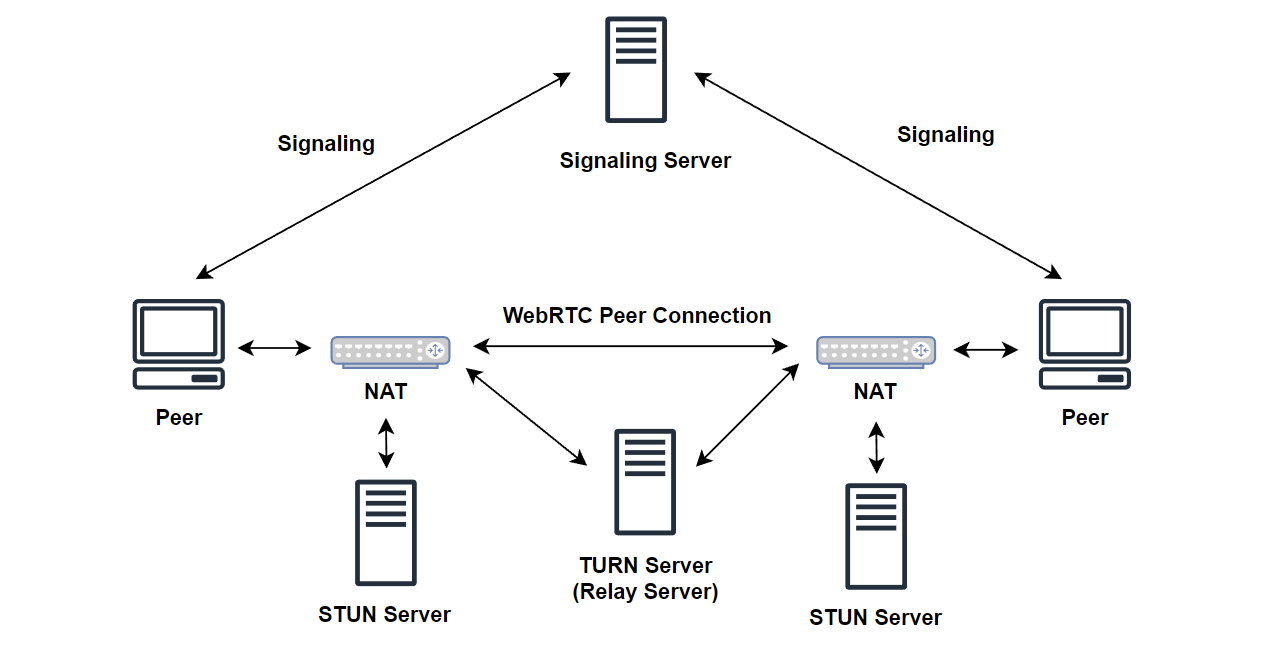 Signaling Server
Signaling
Signaling
WebRTC Peer Connection
Peer
NAT
NAT
Peer
TURN Server
(Relay Server)
STUN Server
STUN Server